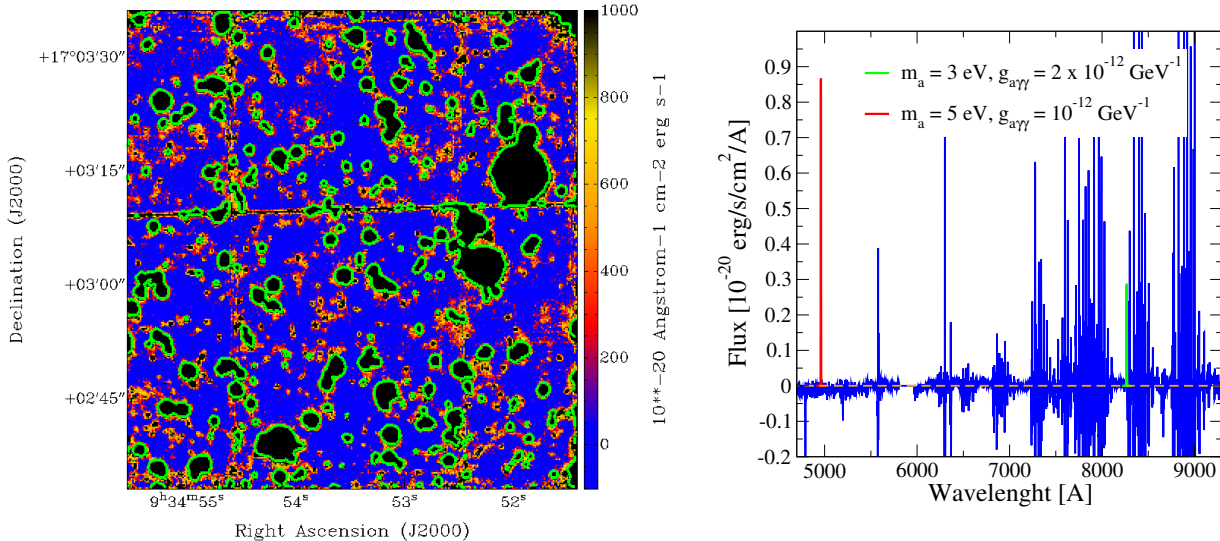 +17°03'30"
+03'15"
+03'00"
+02'45"
Declination (J2000)
9ʰ34ᵐ55ˢ
54ˢ
53ˢ
52ˢ
Right Ascension (J2000)
1000
800
600
400
200
0
10**-20 Angstrom-1 cm-2 erg s-1
0.9
0.8
0.7
0.6
0.5
0.4
0.3
0.2
0.1
0
-0.1
-0.2
Flux [10⁻²⁰ erg/s/cm²/A]
mₐ = 3 eV, gₐγγ = 2 x 10⁻¹² GeV⁻¹
mₐ = 5 eV, gₐγγ = 10⁻¹² GeV⁻¹
5000
6000
7000
8000
9000
Wavelenght [A]